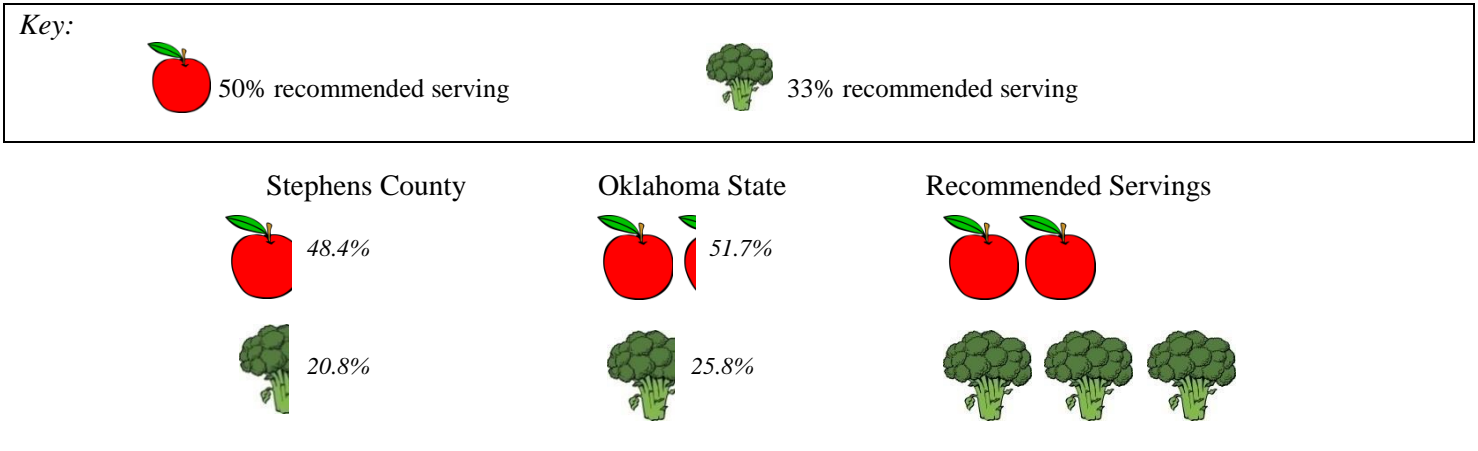 Key:
50% recommended serving 33% recommended serving
Stephens County Oklahoma State Recommended Servings
48.4% 51.7%
20.8% 25.8%